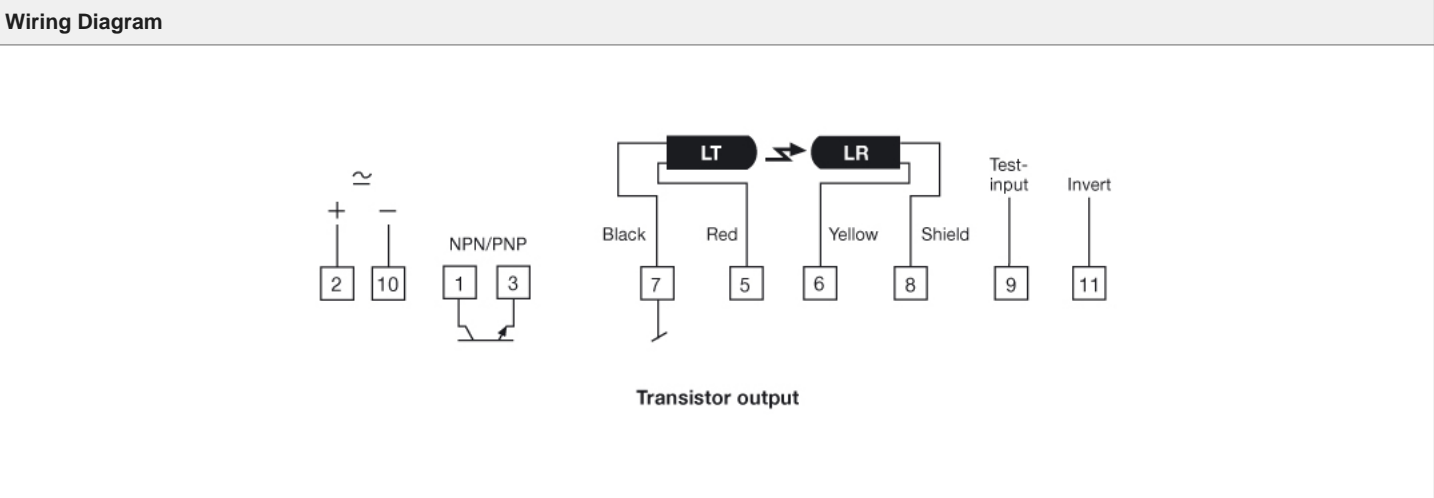 Wiring Diagram
LT
LR
Test-
input
Invert
≃
+ −
NPN/PNP
Black
Red
Yellow
Shield
2
10
1
3
7
5
6
8
9
11
Transistor output